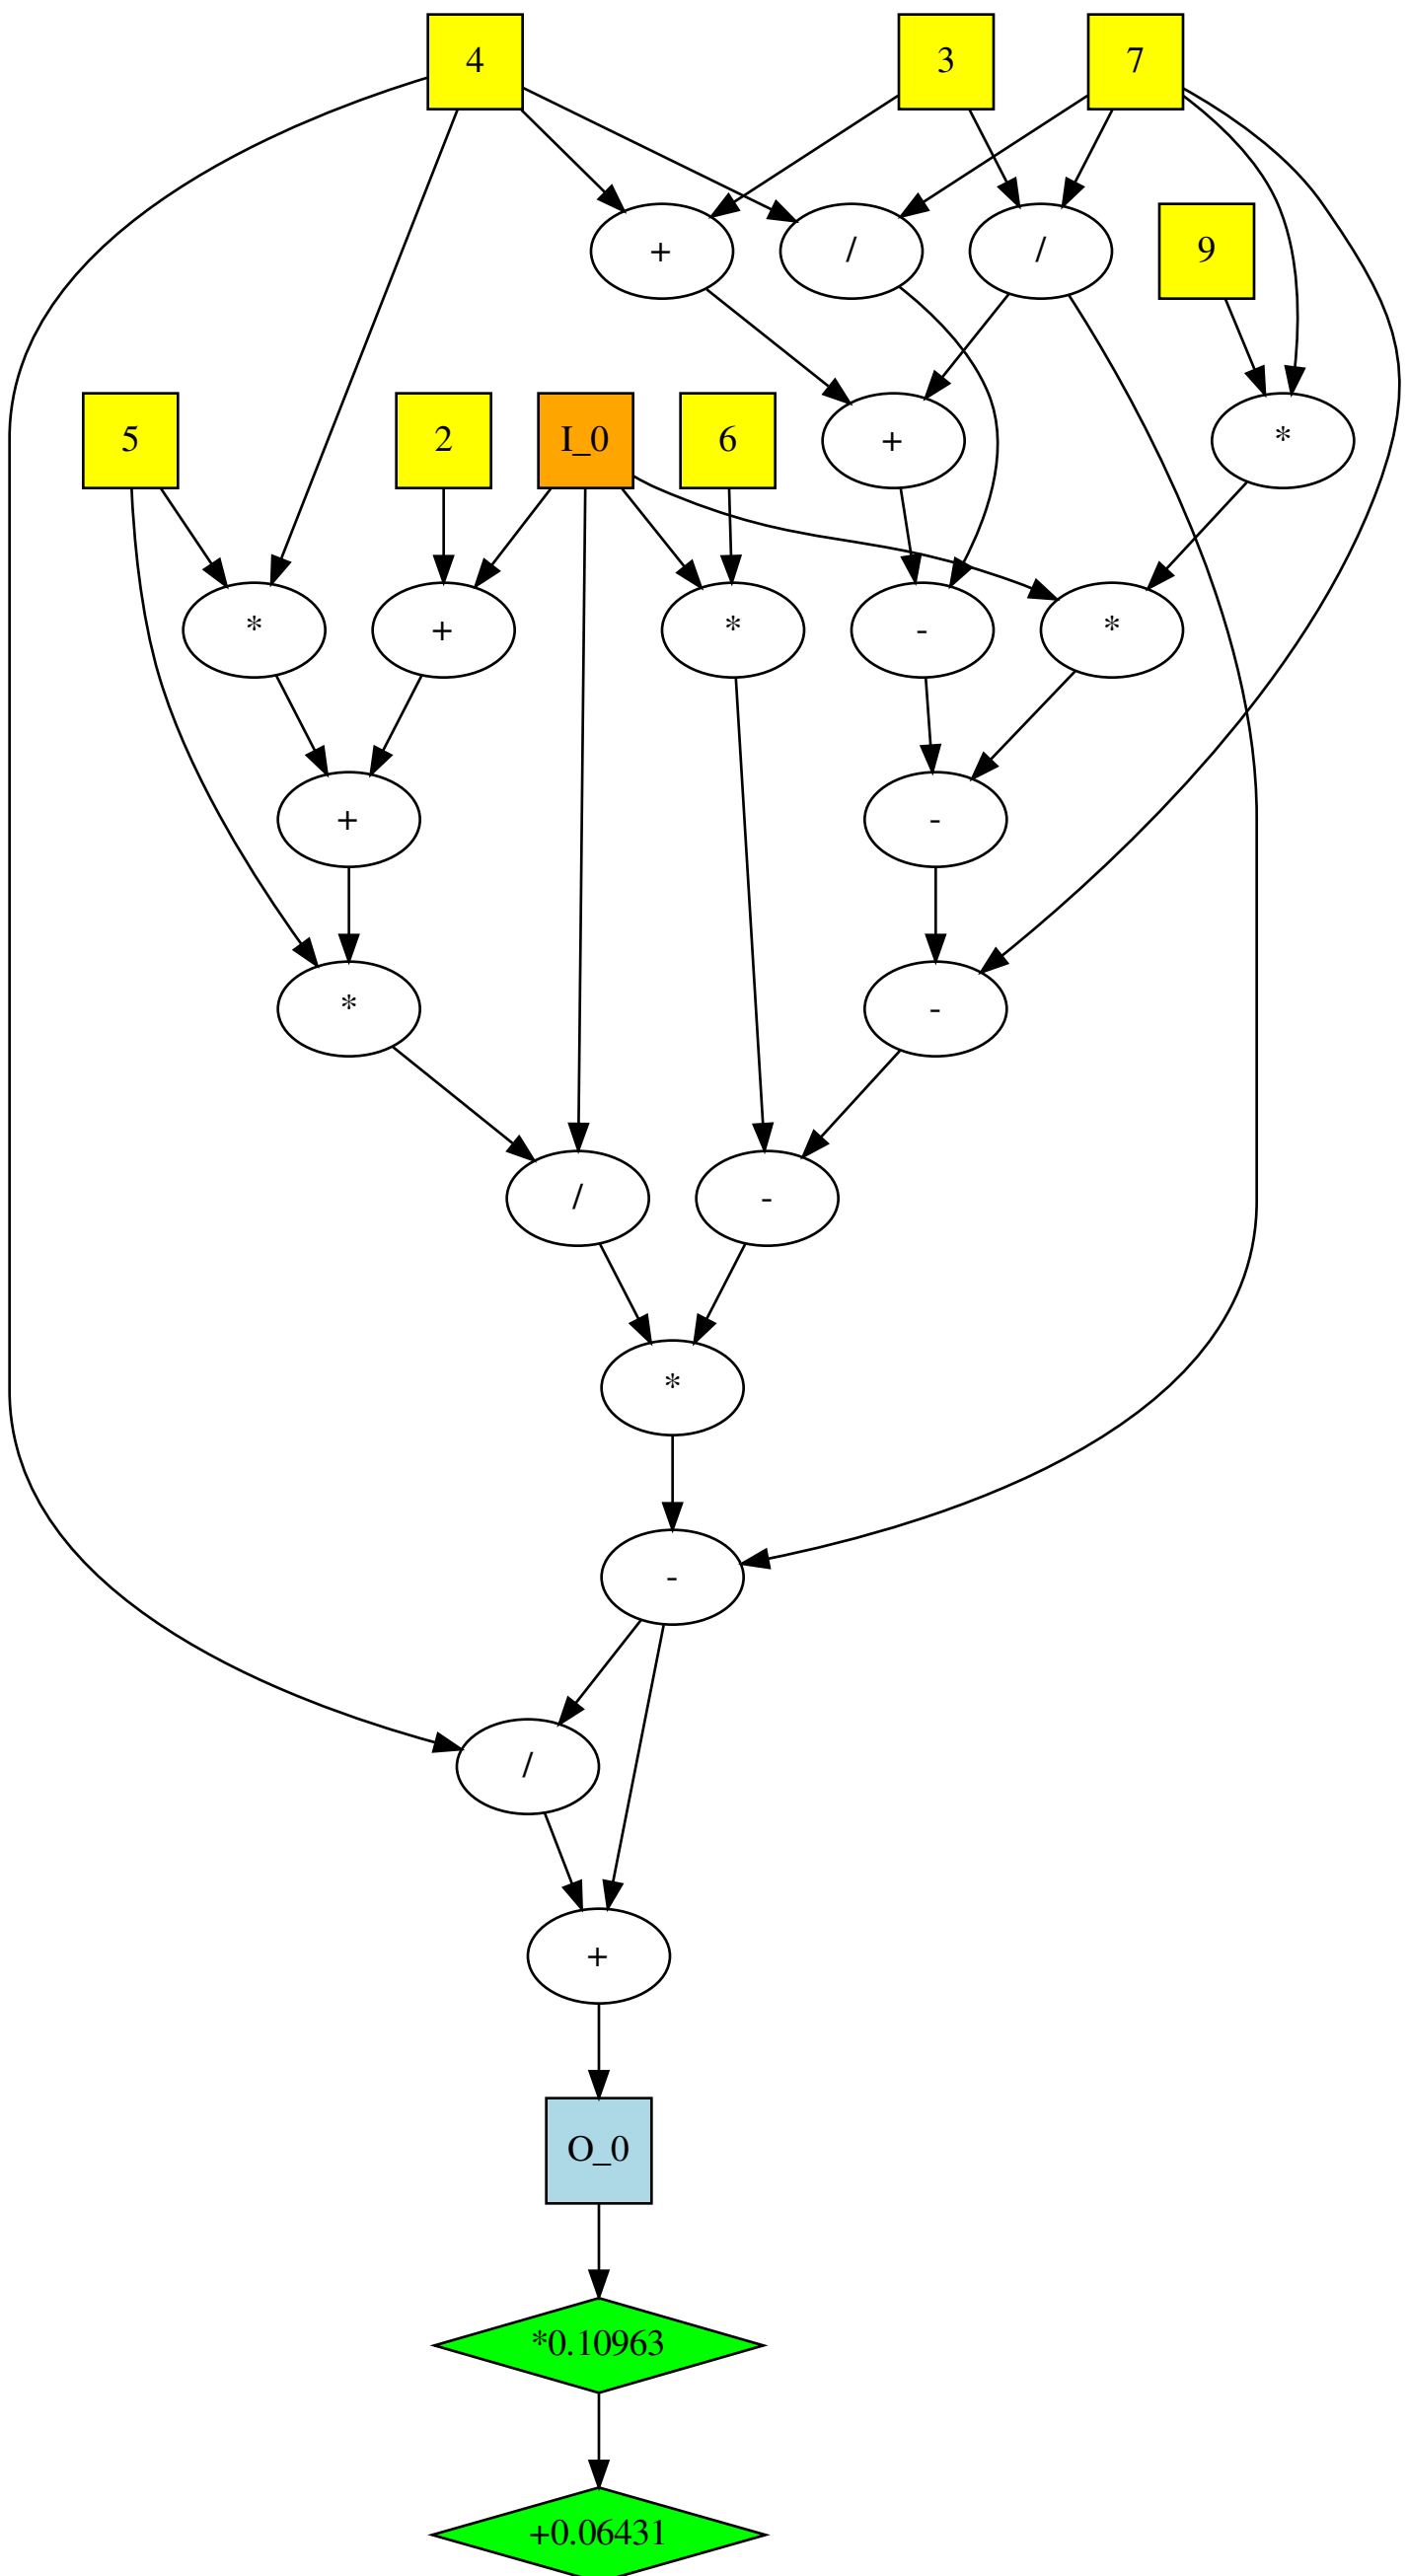 4 3 7
+ / / 9
5 2 I_0 6 + *
* + * - *
+ -
* -
/ -
*
-
/
+
O_0
*0.10963
+0.06431